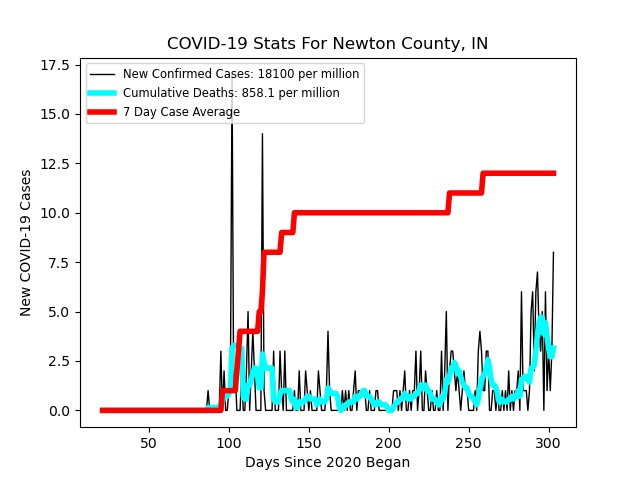 COVID-19 Stats For Newton County, IN
New Confirmed Cases: 18100 per million
Cumulative Deaths: 858.1 per million
7 Day Case Average
17.5
15.0
12.5
10.0
7.5
5.0
2.5
0.0
New COVID-19 Cases
50 100 150 200 250 300
Days Since 2020 Began